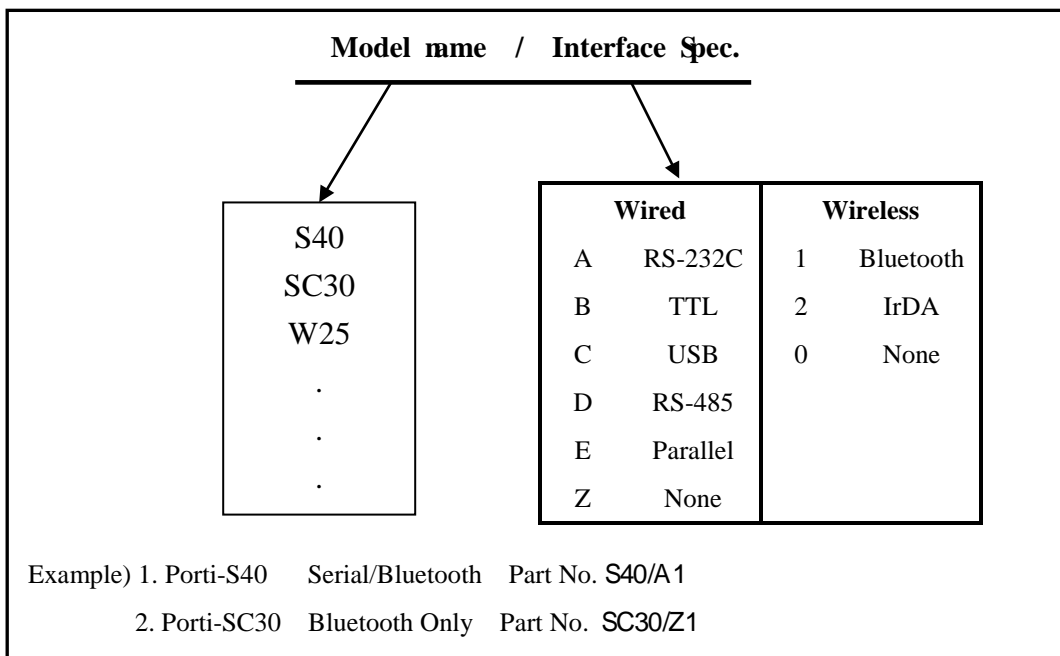 Model name / Interface Spec.
S40
SC30
W25
.
.
.
Wired Wireless
A RS-232C 1 Bluetooth
B TTL 2 IrDA
C USB 0 None
D RS-485
E Parallel
Z None
Example) 1. Porti-S40 Serial/Bluetooth Part No. S40/A1
2. Porti-SC30 Bluetooth Only Part No. SC30/Z1